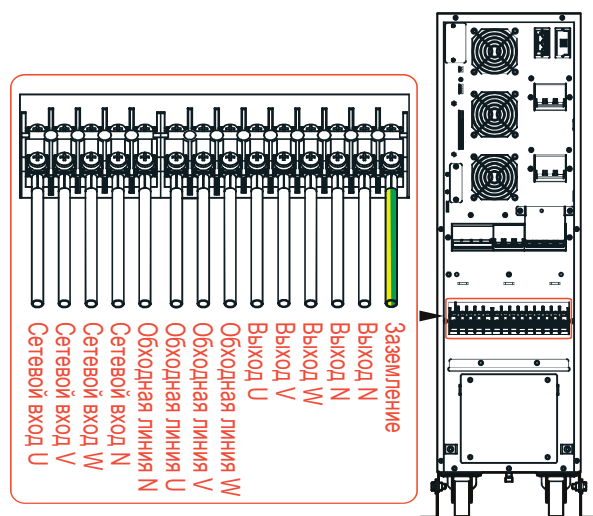 Сетевой вход U
Сетевой вход V
Сетевой вход W
Сетевой вход N
Обходная линия N
Обходная линия U
Обходная линия V
Обходная линия W
Выход U
Выход V
Выход W
Выход N
Выход N
Заземление